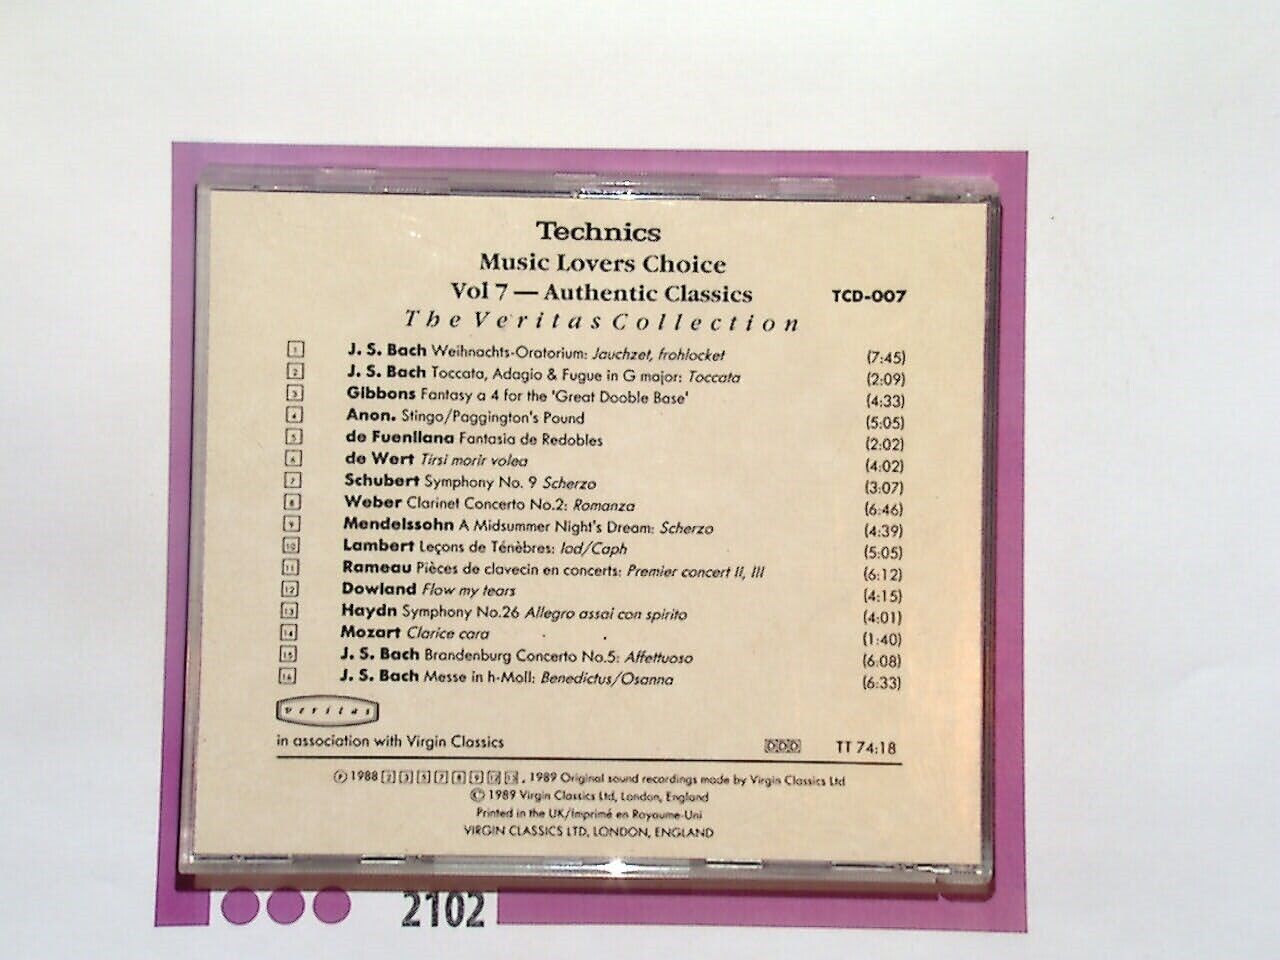 Technics
Music Lovers Choice
Vol 7 — Authentic Classics TCD-007
The Veritas Collection
1 J. S. Bach Weihnachts-Oratorium: Jauchzet, frohlocket (7:45)
2 J. S. Bach Toccata, Adagio & Fugue in G major: Toccata (2:09)
3 Gibbons Fantasy a 4 for the 'Great Dooble Base' (4:33)
4 Anon. Stingo/Paggington's Pound (5:05)
5 de Fuenllana Fantasia de Redobles (2:02)
6 de Wert Tirsi morir volea (4:02)
7 Schubert Symphony No. 9 Scherzo (3:07)
8 Weber Clarinet Concerto No.2: Romanza (6:46)
9 Mendelssohn A Midsummer Night's Dream: Scherzo (4:39)
10 Lambert Leçons de Ténèbres: Iod/Caph (5:05)
11 Rameau Pièces de clavecin en concerts: Premier concert II, III (6:12)
12 Dowland Flow my tears (4:15)
13 Haydn Symphony No.26 Allegro assai con spirito (4:01)
14 Mozart Clarice cara (1:40)
15 J. S. Bach Brandenburg Concerto No.5: Affettuoso (6:08)
16 J. S. Bach Messe in h-Moll: Benedictus/Osanna (6:33)
veritas
in association with Virgin Classics DDD TT 74:18
℗ 1988 2 3 5 7 8 9 , 1989 Original sound recordings made by Virgin Classics Ltd
© 1989 Virgin Classics Ltd, London, England
Printed in the UK/Imprimé en Royaume-Uni
VIRGIN CLASSICS LTD, LONDON, ENGLAND
2102